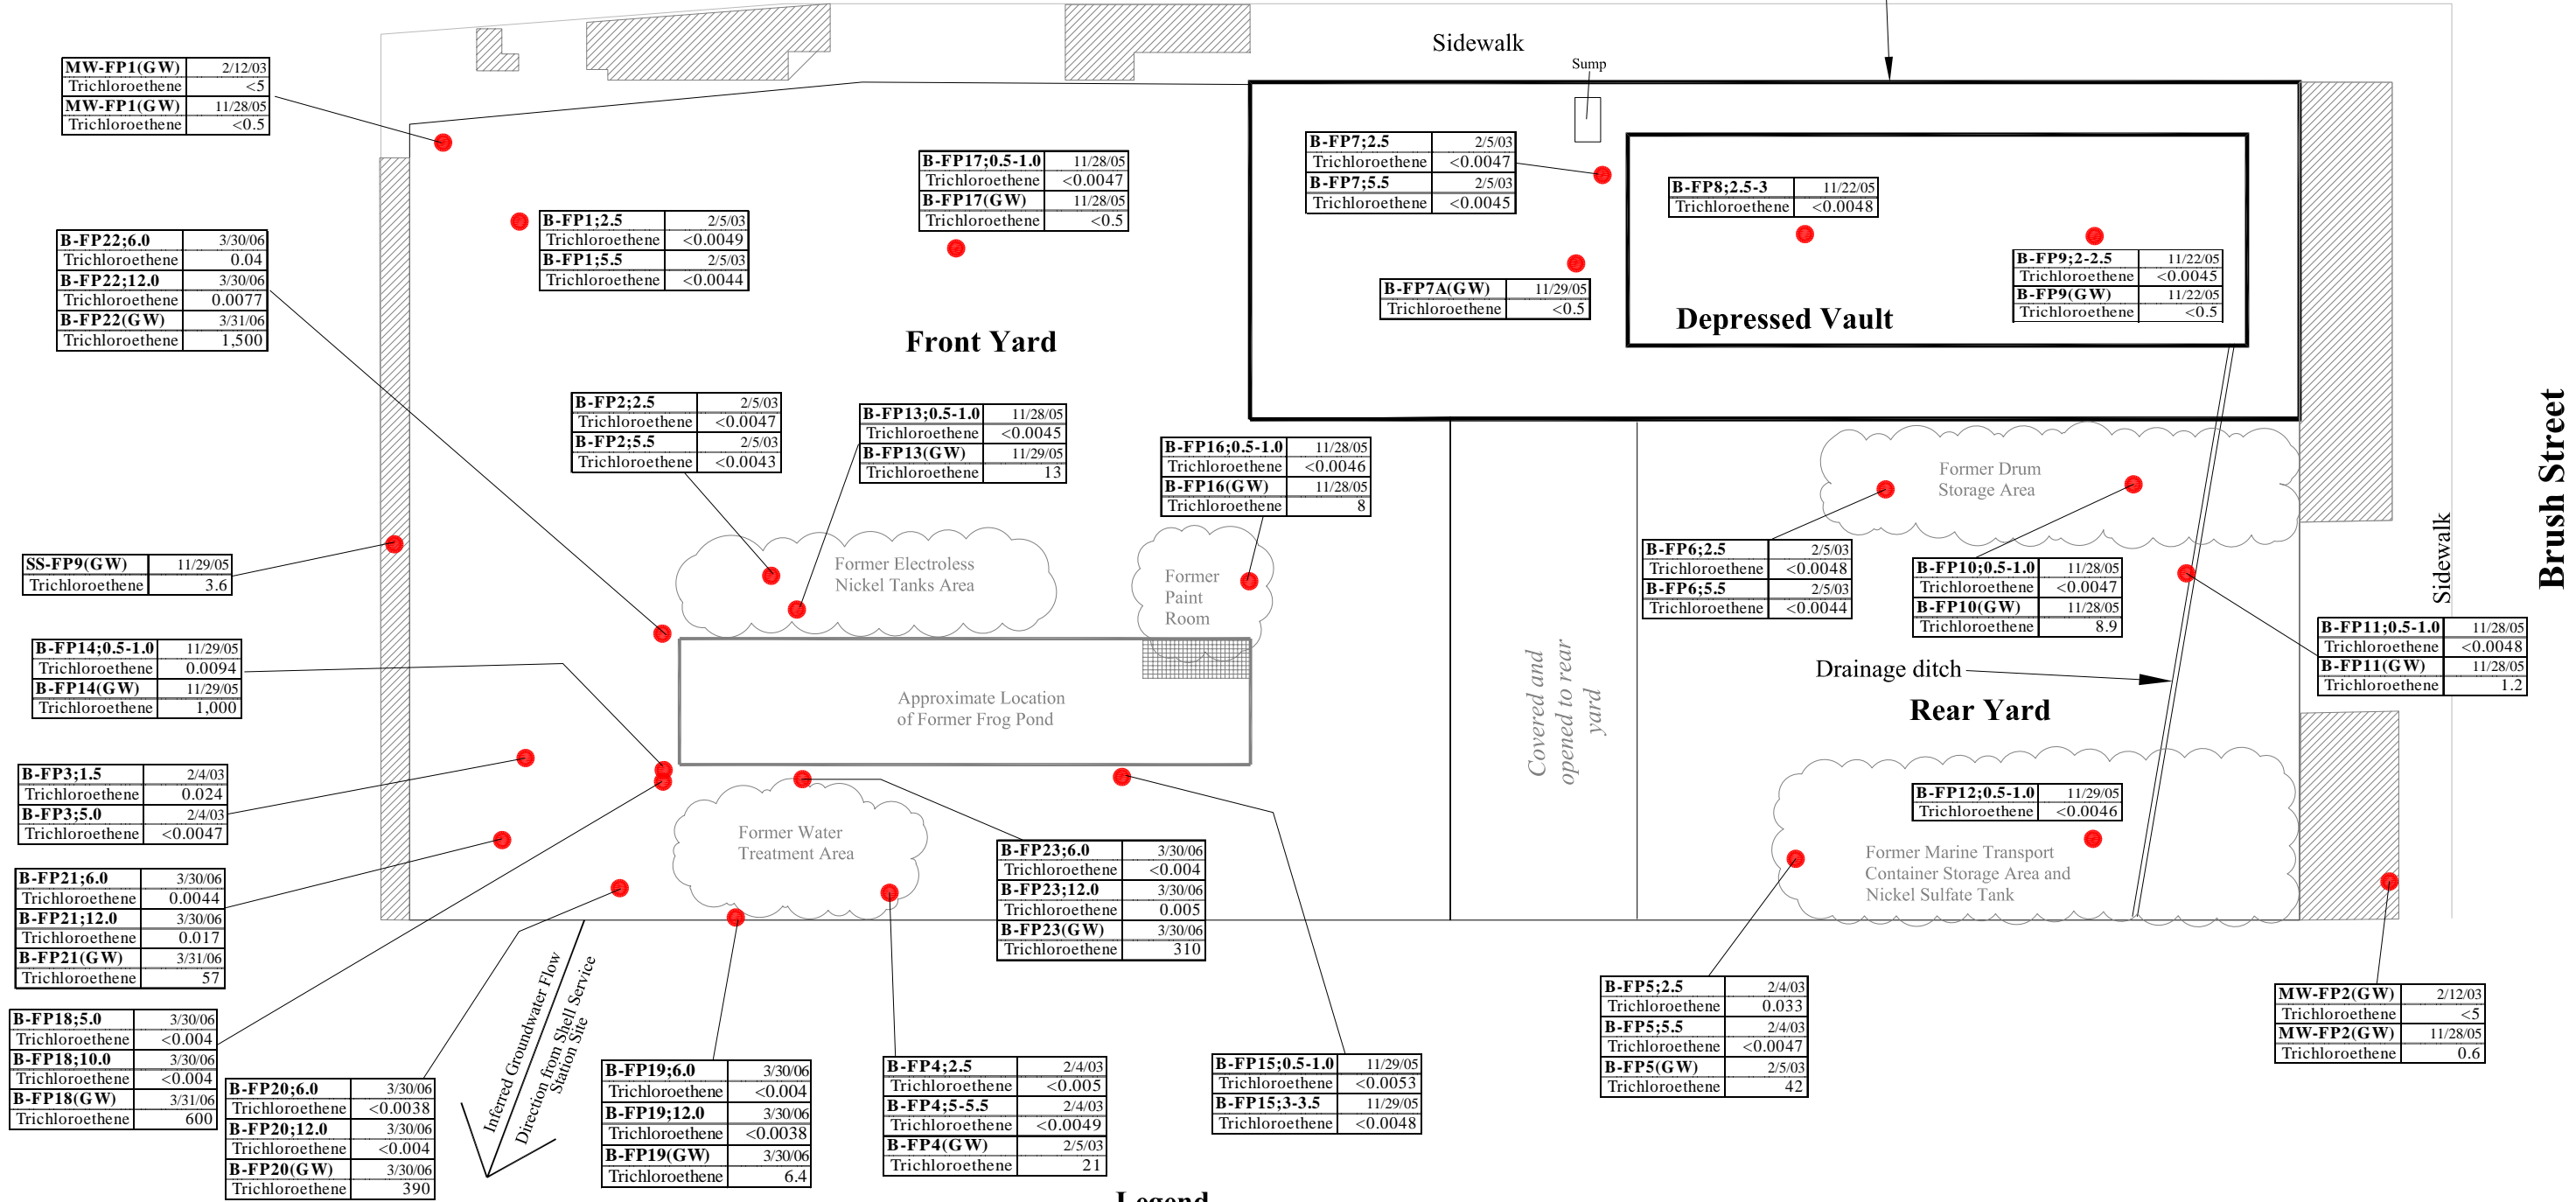 Sidewalk
Sump
MW-FP1(GW) 2/12/03
Trichloroethene <5
MW-FP1(GW) 11/28/05
Trichloroethene <0.5
B-FP17;0.5-1.0 11/28/05
Trichloroethene <0.0047
B-FP17(GW) 11/28/05
Trichloroethene <0.5
B-FP7;2.5 2/5/03
Trichloroethene <0.0047
B-FP7;5.5 2/5/03
Trichloroethene <0.0045
B-FP8;2.5-3 11/22/05
Trichloroethene <0.0048
B-FP1;2.5 2/5/03
Trichloroethene <0.0049
B-FP1;5.5 2/5/03
Trichloroethene <0.0044
B-FP22;6.0 3/30/06
Trichloroethene 0.04
B-FP22;12.0 3/30/06
Trichloroethene 0.0077
B-FP22(GW) 3/31/06
Trichloroethene 1,500
B-FP9;2-2.5 11/22/05
Trichloroethene <0.0045
B-FP9(GW) 11/22/05
Trichloroethene <0.5
B-FP7A(GW) 11/29/05
Trichloroethene <0.5
Depressed Vault
Front Yard
B-FP2;2.5 2/5/03
Trichloroethene <0.0047
B-FP2;5.5 2/5/03
Trichloroethene <0.0043
B-FP13;0.5-1.0 11/28/05
Trichloroethene <0.0045
B-FP13(GW) 11/29/05
Trichloroethene 13
B-FP16;0.5-1.0 11/28/05
Trichloroethene <0.0046
B-FP16(GW) 11/28/05
Trichloroethene 8
Former Drum
Storage Area
Brush Street
Sidewalk
SS-FP9(GW) 11/29/05
Trichloroethene 3.6
Former Electroless
Nickel Tanks Area
Former
Paint
Room
B-FP6;2.5 2/5/03
Trichloroethene <0.0048
B-FP6;5.5 2/5/03
Trichloroethene <0.0044
B-FP10;0.5-1.0 11/28/05
Trichloroethene <0.0047
B-FP10(GW) 11/28/05
Trichloroethene 8.9
B-FP11;0.5-1.0 11/28/05
Trichloroethene <0.0048
B-FP11(GW) 11/28/05
Trichloroethene 1.2
B-FP14;0.5-1.0 11/29/05
Trichloroethene 0.0094
B-FP14(GW) 11/29/05
Trichloroethene 1,000
Approximate Location
of Former Frog Pond
Covered and
opened to rear
yard
Drainage ditch
Rear Yard
B-FP3;1.5 2/4/03
Trichloroethene 0.024
B-FP3;5.0 2/4/03
Trichloroethene <0.0047
Former Water
Treatment Area
B-FP12;0.5-1.0 11/29/05
Trichloroethene <0.0046
Former Marine Transport
Container Storage Area and
Nickel Sulfate Tank
B-FP23;6.0 3/30/06
Trichloroethene <0.004
B-FP23;12.0 3/30/06
Trichloroethene 0.005
B-FP23(GW) 3/30/06
Trichloroethene 310
B-FP21;6.0 3/30/06
Trichloroethene 0.0044
B-FP21;12.0 3/30/06
Trichloroethene 0.017
B-FP21(GW) 3/31/06
Trichloroethene 57
Inferred Groundwater Flow
Direction from Shell Service
Station Site
B-FP5;2.5 2/4/03
Trichloroethene 0.033
B-FP5;5.5 2/4/03
Trichloroethene <0.0047
B-FP5(GW) 2/5/03
Trichloroethene 42
MW-FP2(GW) 2/12/03
Trichloroethene <5
MW-FP2(GW) 11/28/05
Trichloroethene 0.6
B-FP18;5.0 3/30/06
Trichloroethene <0.004
B-FP18;10.0 3/30/06
Trichloroethene <0.004
B-FP18(GW) 3/31/06
Trichloroethene 600
B-FP20;6.0 3/30/06
Trichloroethene <0.0038
B-FP20;12.0 3/30/06
Trichloroethene <0.004
B-FP20(GW) 3/30/06
Trichloroethene 390
B-FP19;6.0 3/30/06
Trichloroethene <0.004
B-FP19;12.0 3/30/06
Trichloroethene <0.0038
B-FP19(GW) 3/30/06
Trichloroethene 6.4
B-FP4;2.5 2/4/03
Trichloroethene <0.005
B-FP4;5-5.5 2/4/03
Trichloroethene <0.0049
B-FP4(GW) 2/5/03
Trichloroethene 21
B-FP15;0.5-1.0 11/29/05
Trichloroethene <0.0053
B-FP15;3-3.5 11/29/05
Trichloroethene <0.0048
Legend